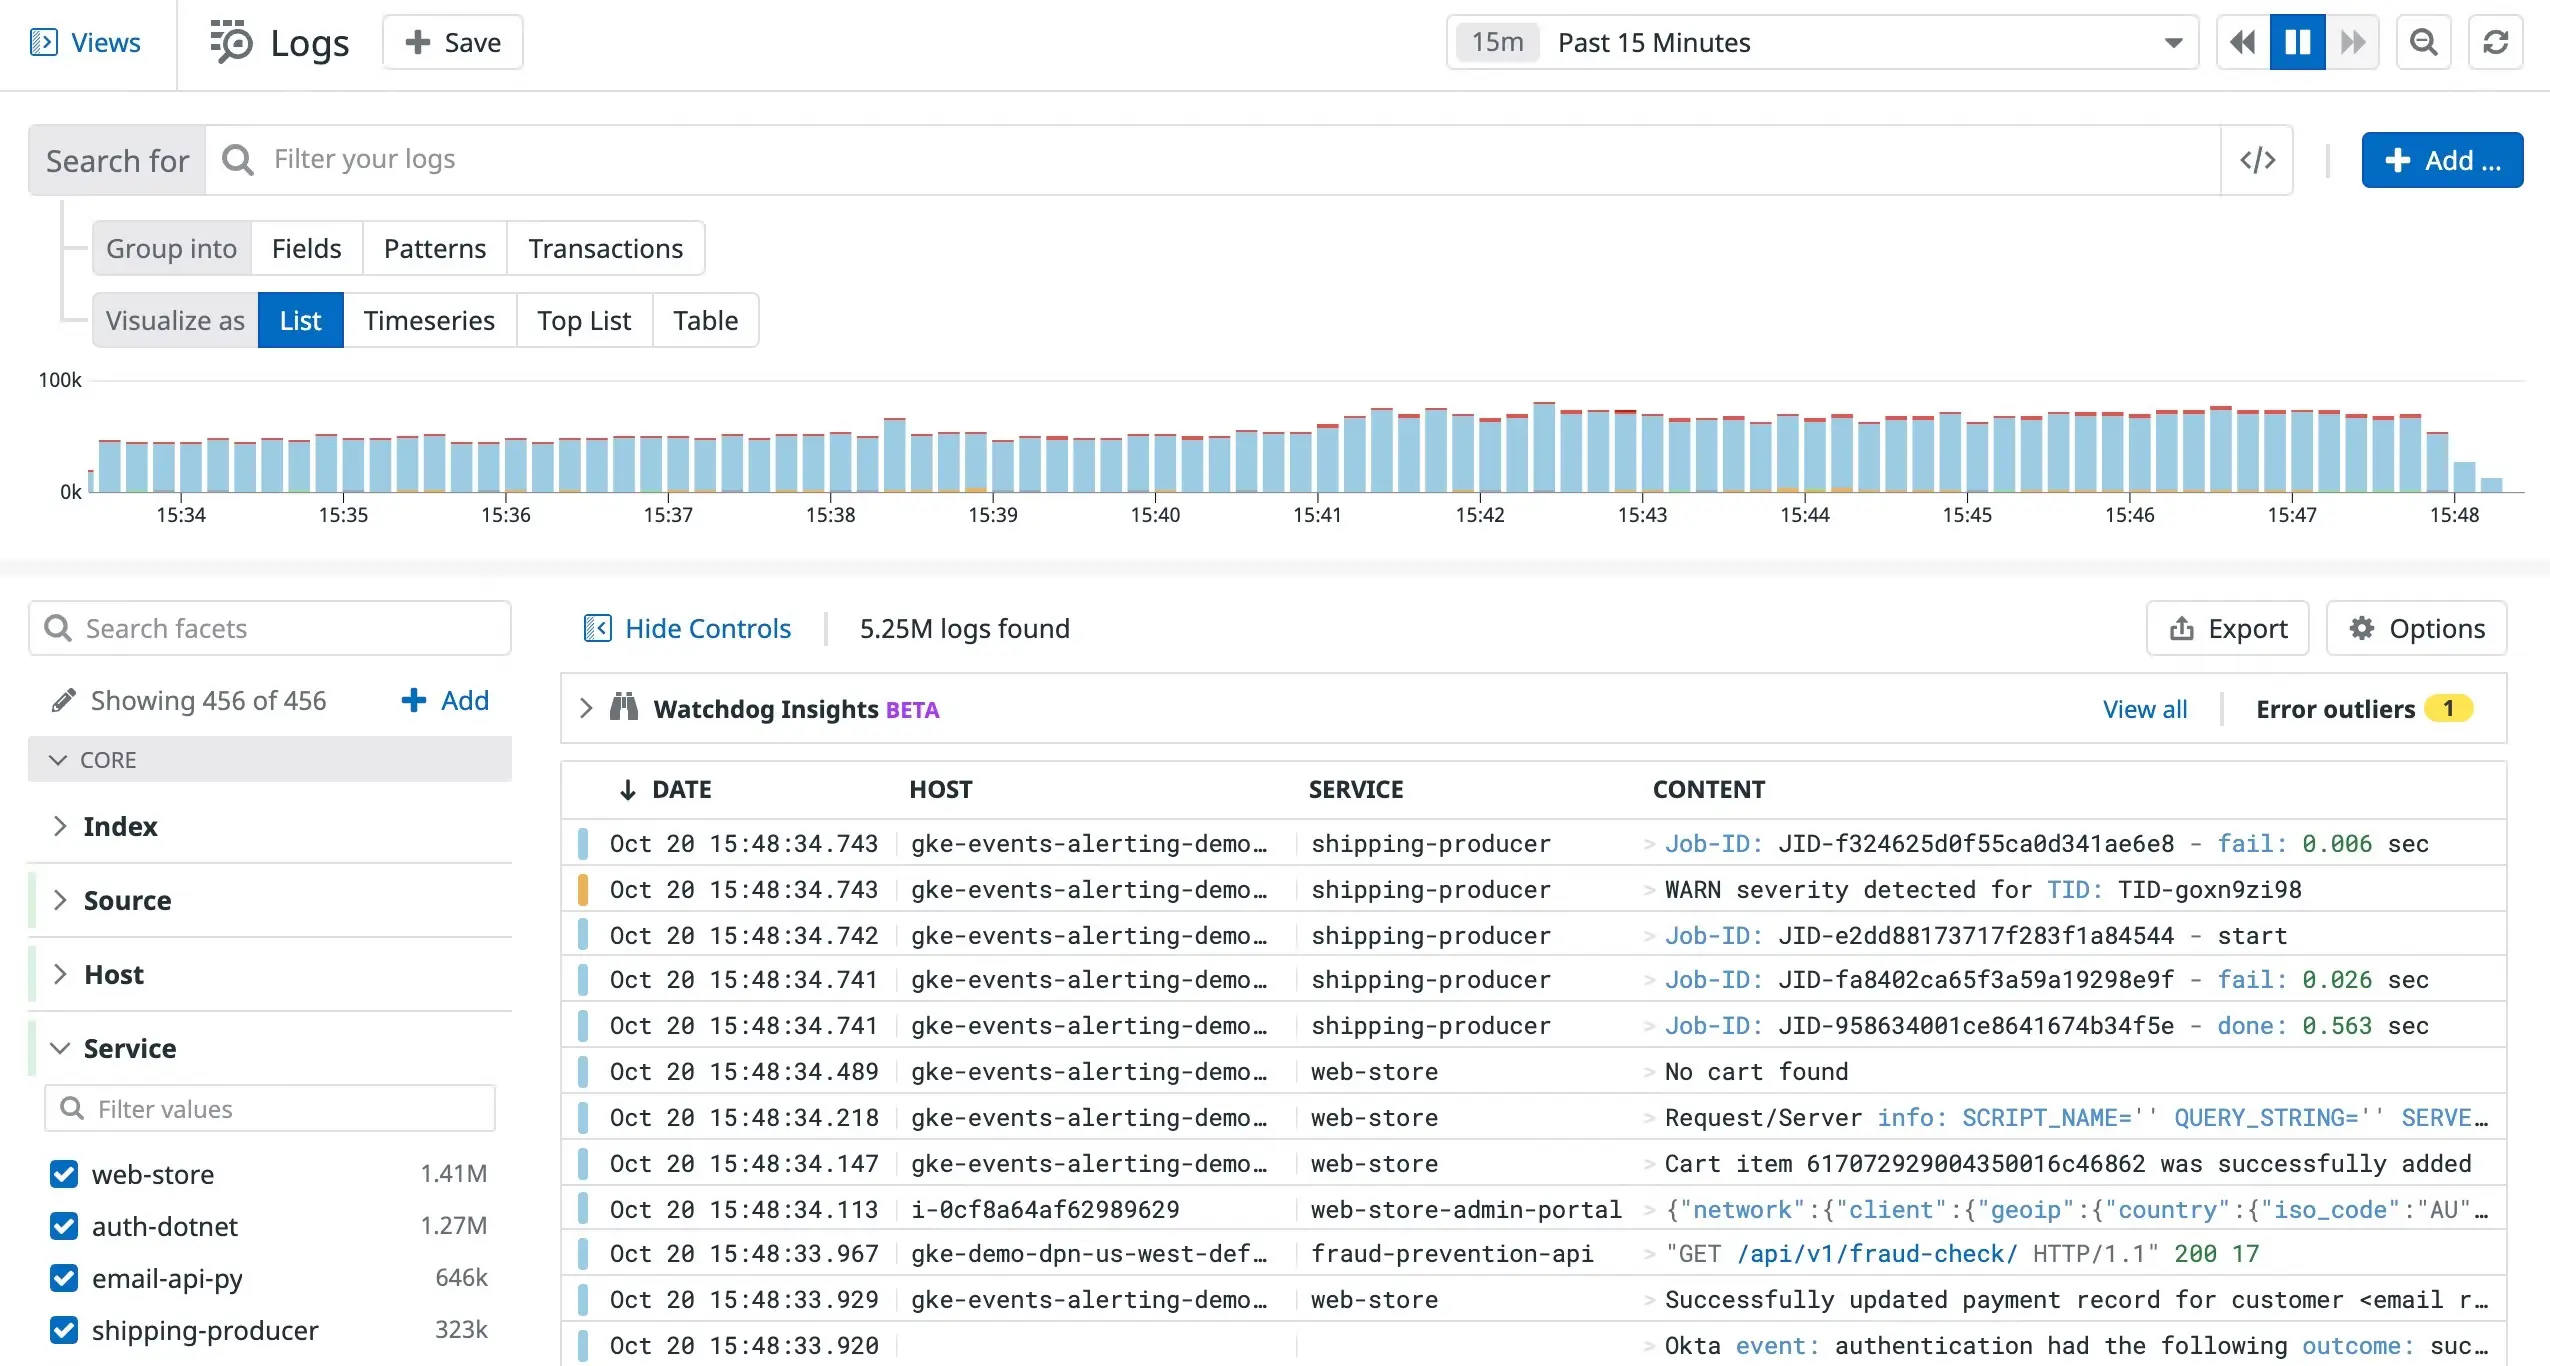 Views Logs + Save 15m Past 15 Minutes
Search for Filter your logs </> + Add ...
Group into Fields Patterns Transactions
Visualize as List Timeseries Top List Table
100k
0k
15:34 15:35 15:36 15:37 15:38 15:39 15:40 15:41 15:42 15:43 15:44 15:45 15:46 15:47 15:48
Search facets
Showing 456 of 456 + Add
CORE
Index
Source
Host
Service
Filter values
web-store 1.41M
auth-dotnet 1.27M
email-api-py 646k
shipping-producer 323k
Hide Controls 5.25M logs found Export Options
Watchdog Insights BETA View all Error outliers 1
↓ DATE HOST SERVICE CONTENT
Oct 20 15:48:34.743 gke-events-alerting-demo… shipping-producer > Job-ID: JID-f324625d0f55ca0d341ae6e8 - fail: 0.006 sec
Oct 20 15:48:34.743 gke-events-alerting-demo… shipping-producer > WARN severity detected for TID: TID-goxn9zi98
Oct 20 15:48:34.742 gke-events-alerting-demo… shipping-producer > Job-ID: JID-e2dd88173717f283f1a84544 - start
Oct 20 15:48:34.741 gke-events-alerting-demo… shipping-producer > Job-ID: JID-fa8402ca65f3a59a19298e9f - fail: 0.026 sec
Oct 20 15:48:34.741 gke-events-alerting-demo… shipping-producer > Job-ID: JID-958634001ce8641674b34f5e - done: 0.563 sec
Oct 20 15:48:34.489 gke-events-alerting-demo… web-store > No cart found
Oct 20 15:48:34.218 gke-events-alerting-demo… web-store > Request/Server info: SCRIPT_NAME='' QUERY_STRING='' SERVE…
Oct 20 15:48:34.147 gke-events-alerting-demo… web-store > Cart item 617072929004350016c46862 was successfully added
Oct 20 15:48:34.113 i-0cf8a64af62989629 web-store-admin-portal > {"network":{"client":{"geoip":{"country":{"iso_code":"AU"…
Oct 20 15:48:33.967 gke-demo-dpn-us-west-def… fraud-prevention-api > "GET /api/v1/fraud-check/ HTTP/1.1" 200 17
Oct 20 15:48:33.929 gke-events-alerting-demo… web-store > Successfully updated payment record for customer <email r…
Oct 20 15:48:33.920 > Okta event: authentication had the following outcome: suc…